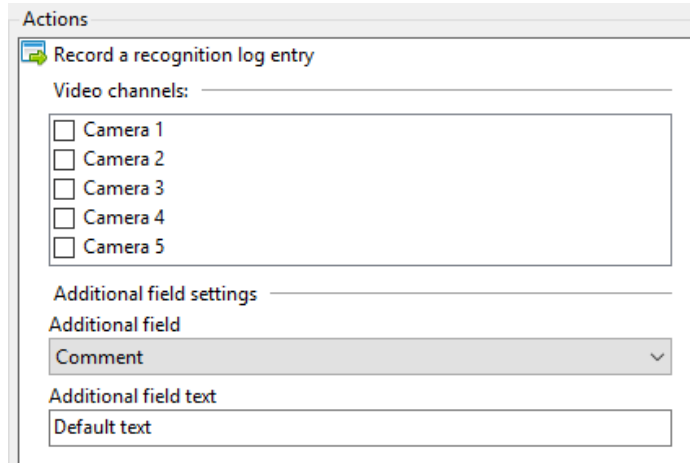 Actions
Record a recognition log entry
Video channels:
Camera 1
Camera 2
Camera 3
Camera 4
Camera 5
Additional field settings
Additional field
Comment
Additional field text
Default text